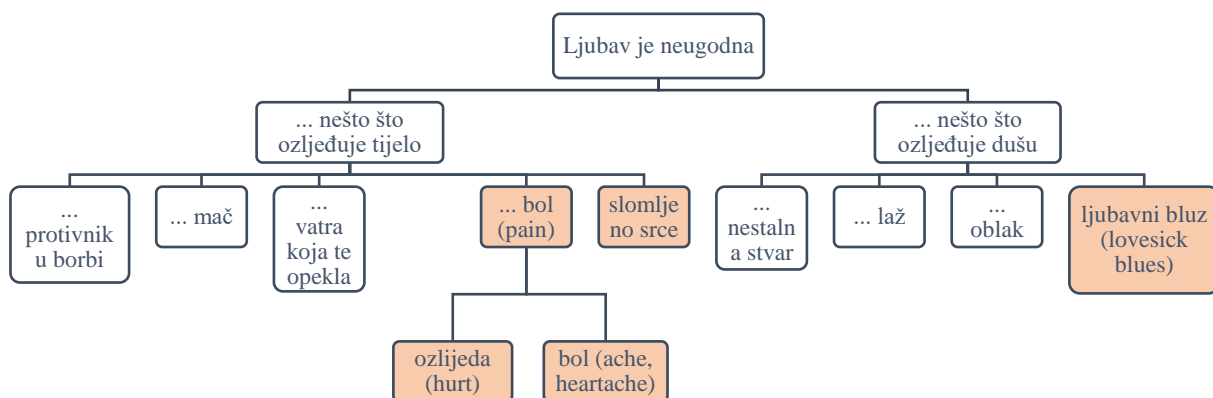 Ljubav je neugodna
... nešto što
ozljeđuje tijelo
... nešto što
ozljeđuje dušu
...
protivnik
u borbi
... mač
...
vatra
koja te
opekla
... bol
(pain)
slomlje
no srce
...
nestaln
a stvar
... laž
...
oblak
ljubavni bluz
(lovesick
blues)
ozlijeda
(hurt)
bol (ache,
heartache)